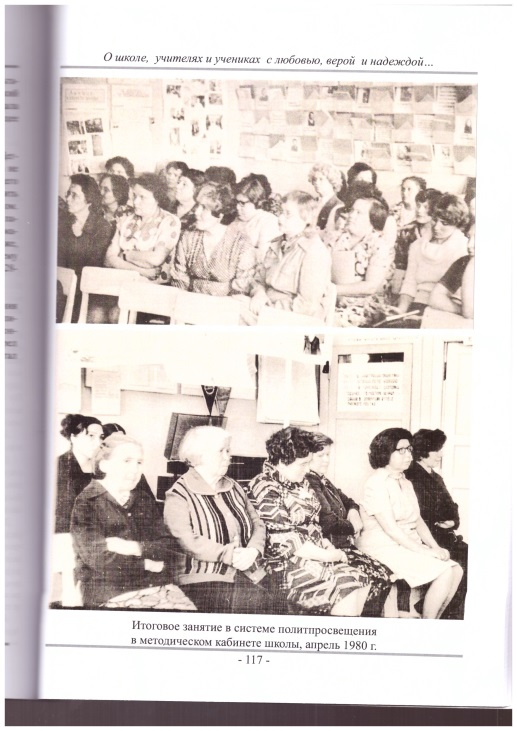 О школе, учителях и учениках с любовью, верой и надеждой...
Итоговое занятие в системе политпросвещения
в методическом кабинете школы, апрель 1980 г.
- 117 -